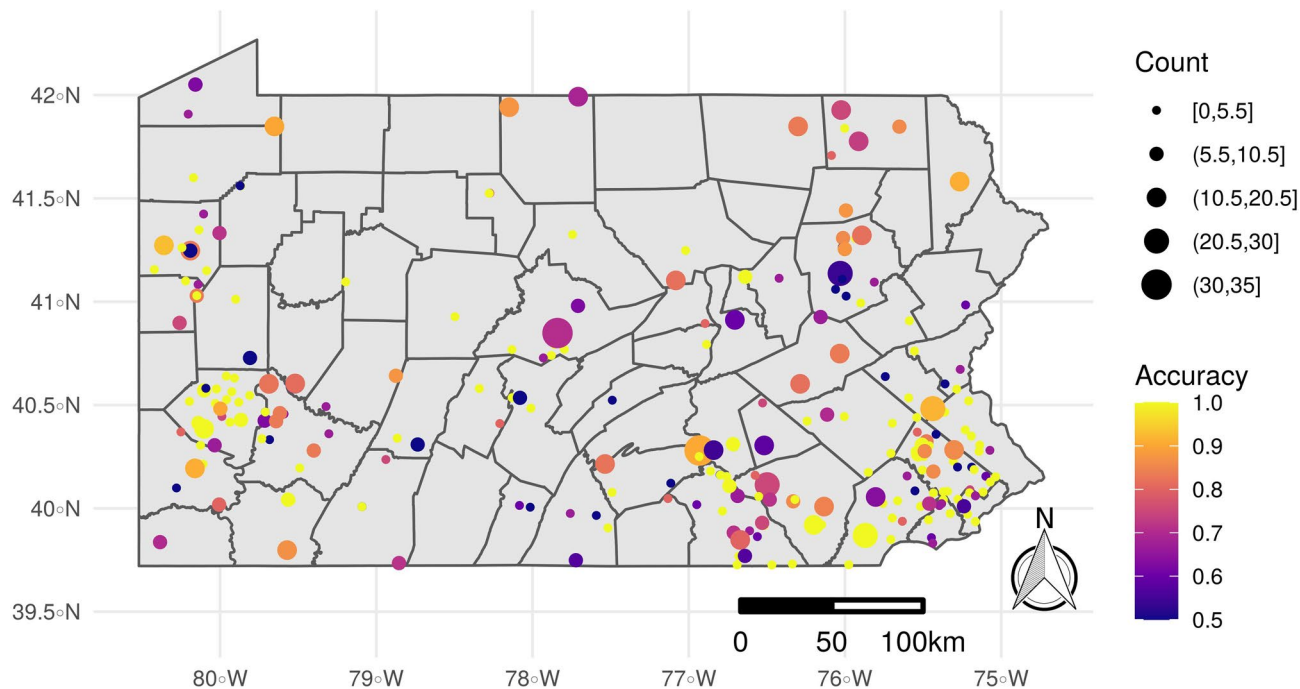 42°N
41.5°N
41°N
40.5°N
40°N
39.5°N
80°W
79°W
78°W
77°W
76°W
75°W
N
0 50 100km
Count
[0,5.5]
(5.5,10.5]
(10.5,20.5]
(20.5,30]
(30,35]
Accuracy
1.0
0.9
0.8
0.7
0.6
0.5